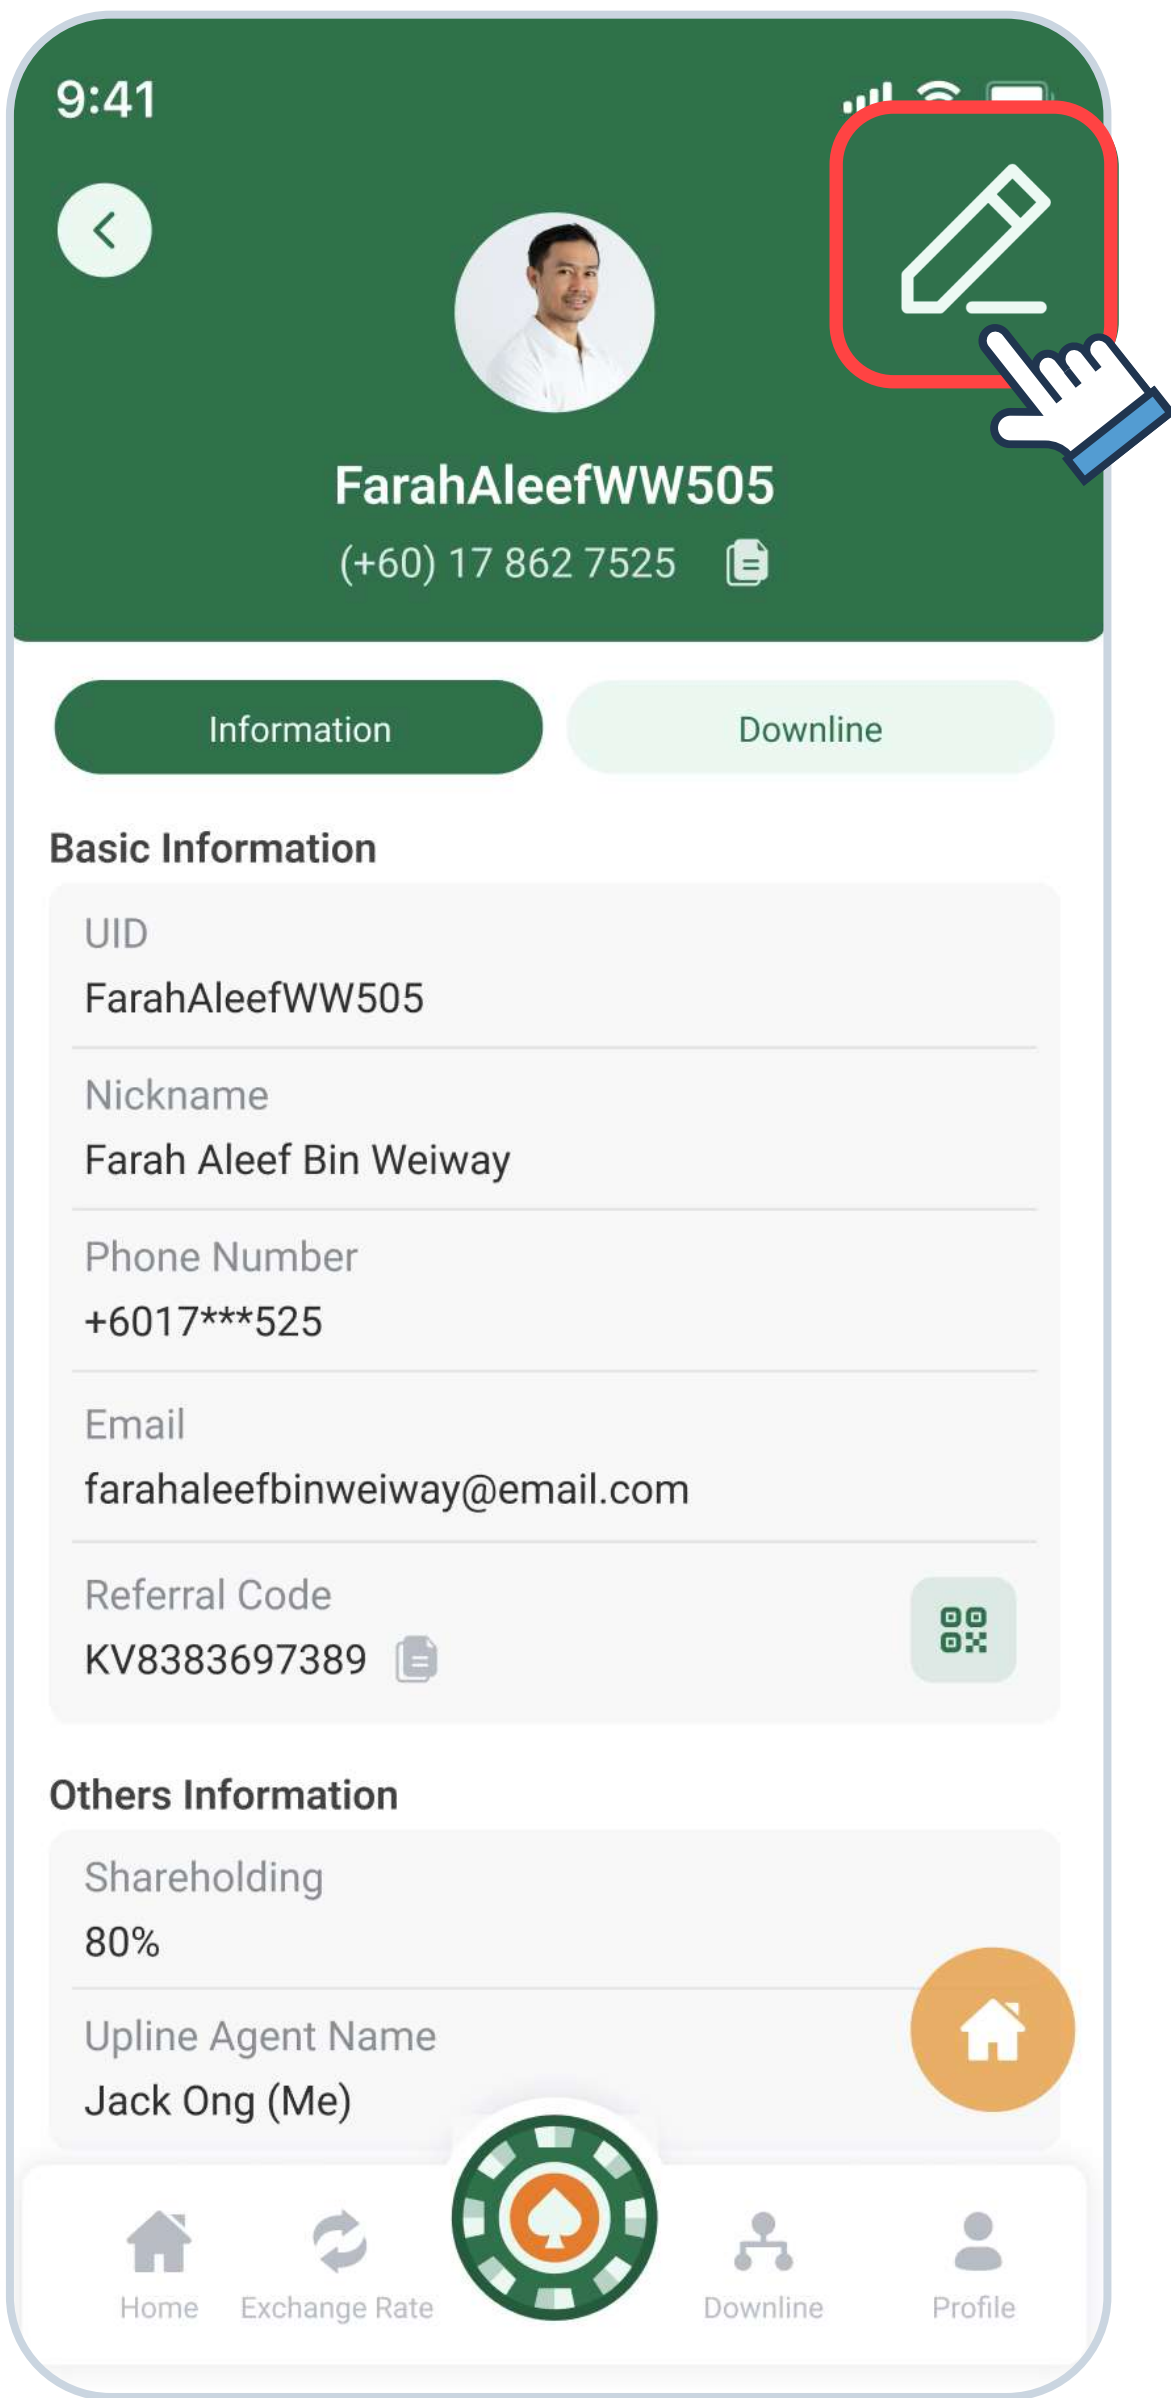 9:41
FarahAleefWW505
(+60) 17 862 7525
Information
Downline
Basic Information
UID
FarahAleefWW505
Nickname
Farah Aleef Bin Weiway
Phone Number
+6017***525
Email
farahaleefbinweiway@email.com
Referral Code
KV8383697389
Others Information
Shareholding
80%
Upline Agent Name
Jack Ong (Me)
Home
Exchange Rate
Downline
Profile